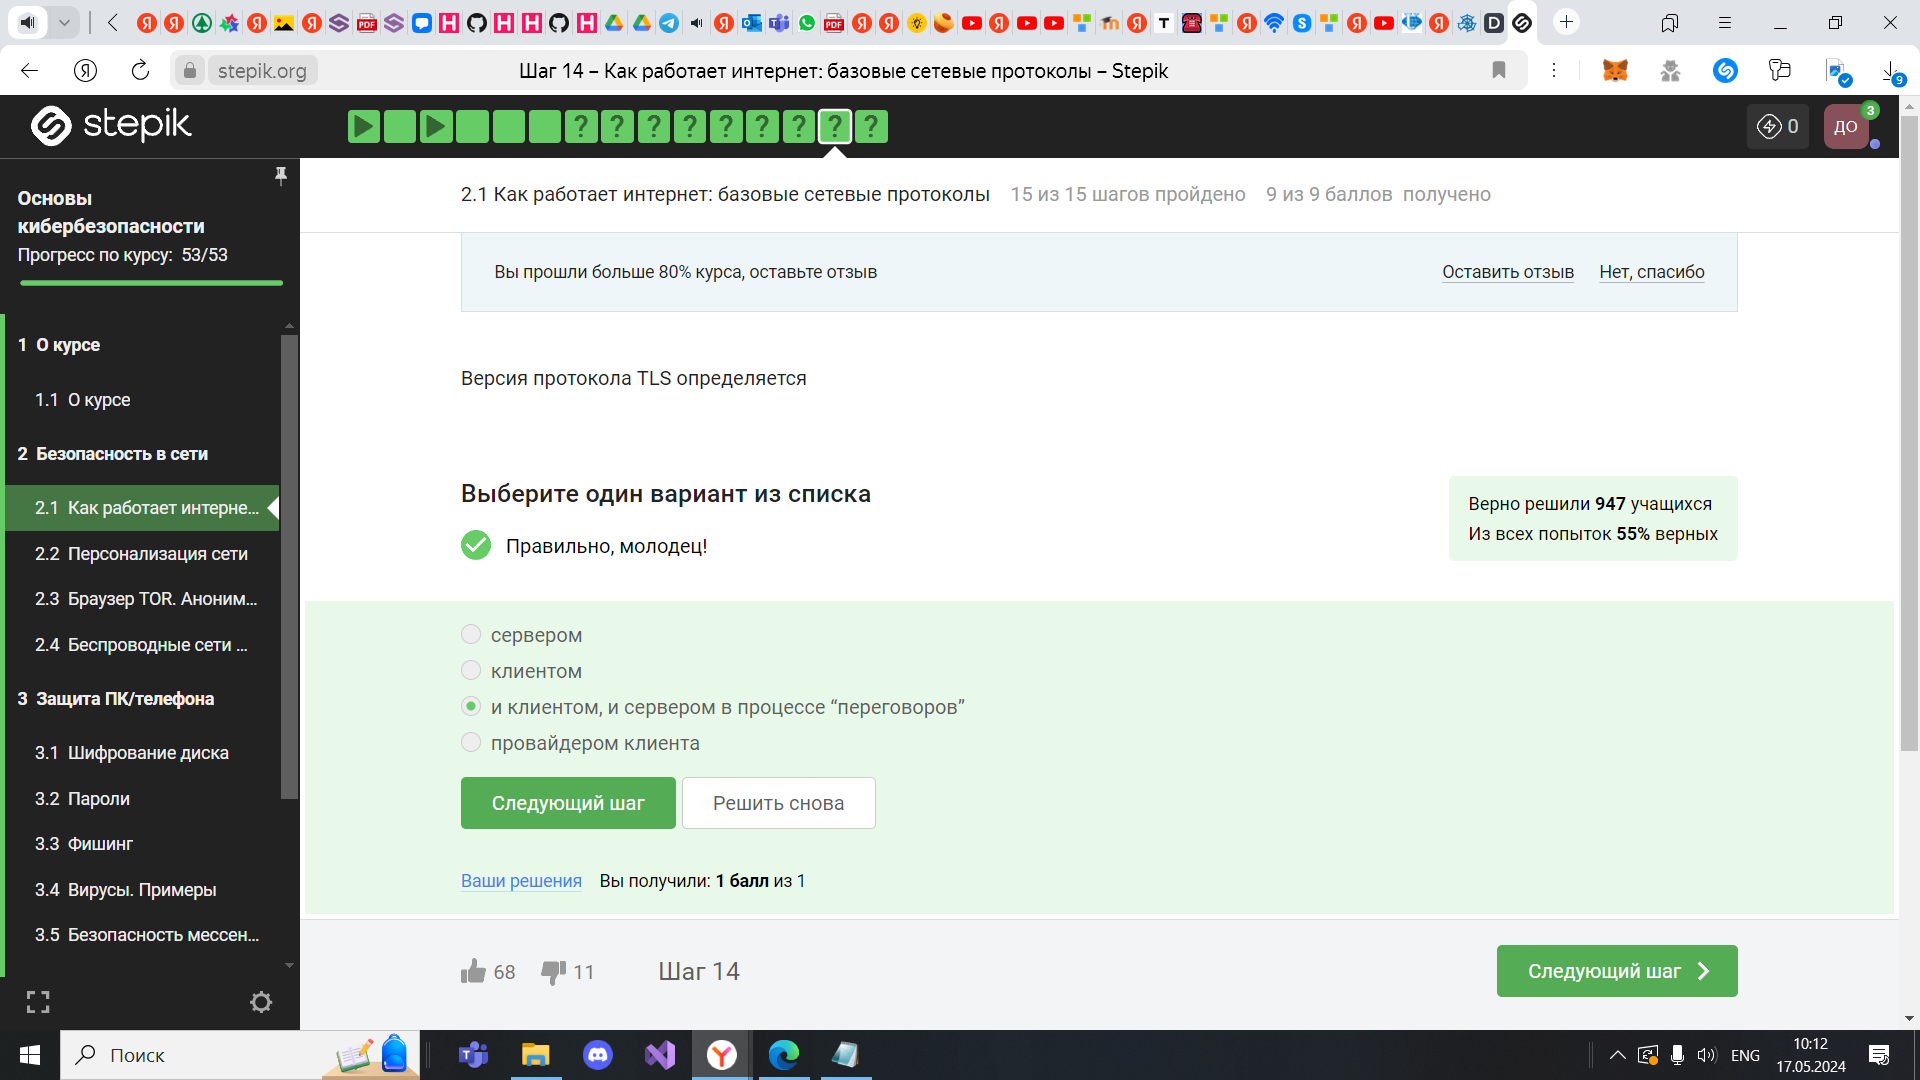 stepik.org
Шаг 14 – Как работает интернет: базовые сетевые протоколы – Stepik
9
stepik
? ? ? ? ? ? ? ? ?
0
ДО
3
Основы
кибербезопасности
Прогресс по курсу: 53/53
1 О курсе
1.1 О курсе
2 Безопасность в сети
2.1 Как работает интерне...
2.2 Персонализация сети
2.3 Браузер TOR. Аноним...
2.4 Беспроводные сети ...
3 Защита ПК/телефона
3.1 Шифрование диска
3.2 Пароли
3.3 Фишинг
3.4 Вирусы. Примеры
3.5 Безопасность мессен...
2.1 Как работает интернет: базовые сетевые протоколы 15 из 15 шагов пройдено 9 из 9 баллов получено
Вы прошли больше 80% курса, оставьте отзыв
Оставить отзыв Нет, спасибо
Версия протокола TLS определяется
Выберите один вариант из списка
Правильно, молодец!
Верно решили 947 учащихся
Из всех попыток 55% верных
сервером
клиентом
и клиентом, и сервером в процессе “переговоров”
провайдером клиента
Следующий шаг
Решить снова
Ваши решения Вы получили: 1 балл из 1
68 11 Шаг 14
Следующий шаг
Поиск
ENG
10:12
17.05.2024